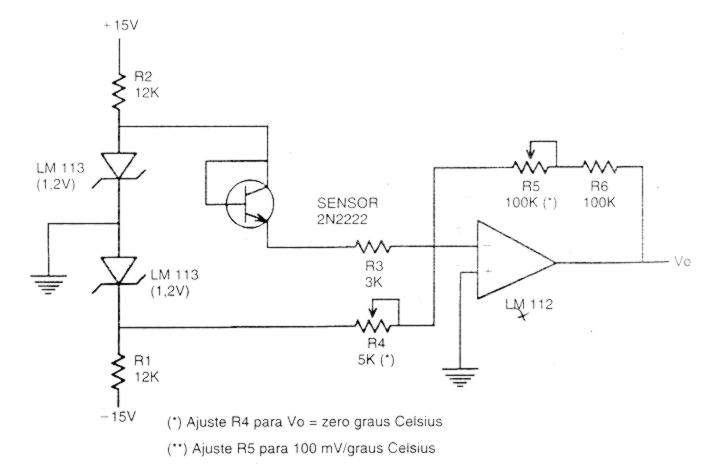 +15V
R2
12K
LM 113
(1,2V)
SENSOR
2N2222
R5
100K (*)
R6
100K
R3
3K
−
+
Vo
LM 112
LM 113
(1,2V)
R4
5K (*)
R1
12K
−15V
(*) Ajuste R4 para Vo = zero graus Celsius
(**) Ajuste R5 para 100 mV/graus Celsius